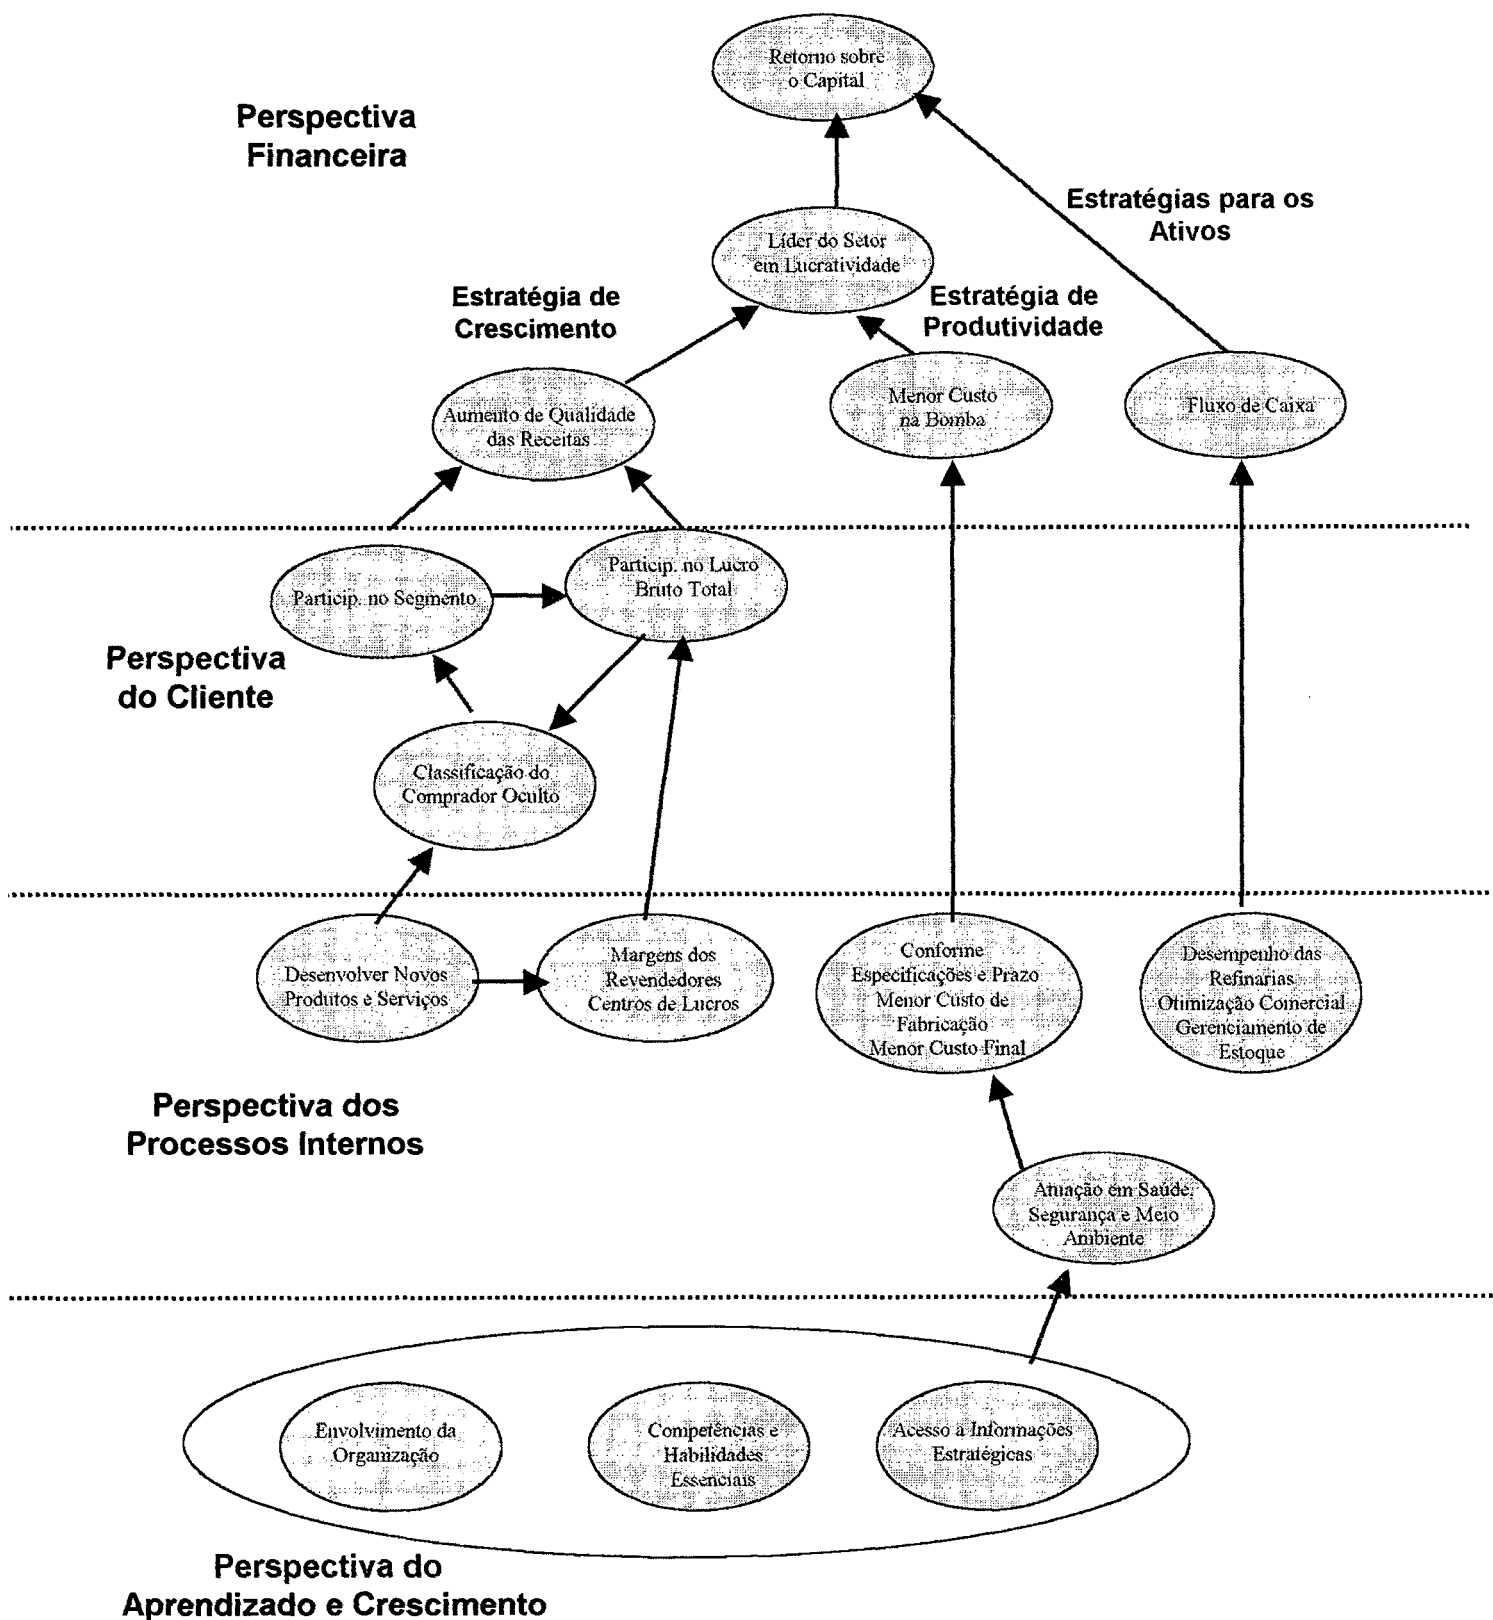 Retorno sobre
o Capital
Perspectiva
Financeira
Estratégias para os
Ativos
Líder do Setor
em Lucratividade
Estratégia de
Crescimento
Estratégia de
Produtividade
Aumento de Qualidade
das Receitas
Menor Custo
na Bomba
Fluxo de Caixa
Particip. no Segmento
Particip. no Lucro
Bruto Total
Perspectiva
do Cliente
Classificação do
Comprador Oculto
Desenvolver Novos
Produtos e Serviços
Margens dos
Revendedores
Centros de Lucros
Conforme
Especificações e Prazo
Menor Custo de
Fabricação
Menor Custo Final
Desempenho das
Refinarias
Otimização Comercial
Gerenciamento de
Estoque
Perspectiva dos
Processos Internos
Atuação em Saúde,
Segurança e Meio
Ambiente
Envolvimento da
Organização
Competências e
Habilidades
Essenciais
Acesso a Informações
Estratégicas
Perspectiva do
Aprendizado e Crescimento